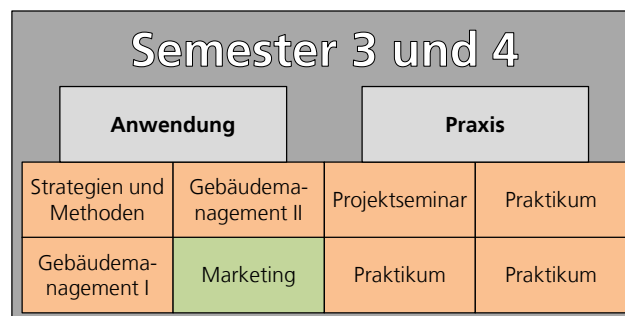 Semester 3 und 4
Anwendung
Praxis
Strategien und
Methoden
Gebäudema-
nagement II
Projektseminar
Praktikum
Gebäudema-
nagement I
Marketing
Praktikum
Praktikum